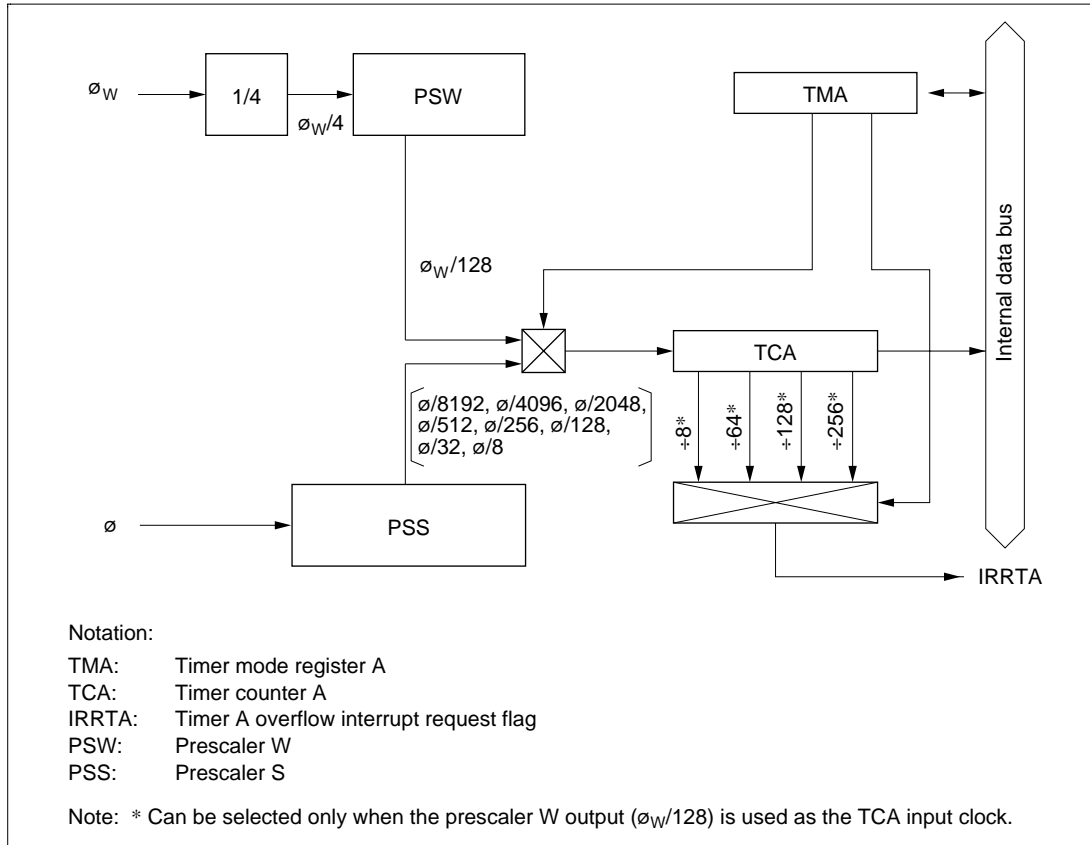 øW
1/4
øW/4
PSW
TMA
Internal data bus
øW/128
TCA
ø/8192, ø/4096, ø/2048,
ø/512, ø/256, ø/128,
ø/32, ø/8
÷8*
÷64*
÷128*
÷256*
ø
PSS
IRRTA
Notation:
TMA: Timer mode register A
TCA: Timer counter A
IRRTA: Timer A overflow interrupt request flag
PSW: Prescaler W
PSS: Prescaler S
Note: * Can be selected only when the prescaler W output (øW/128) is used as the TCA input clock.